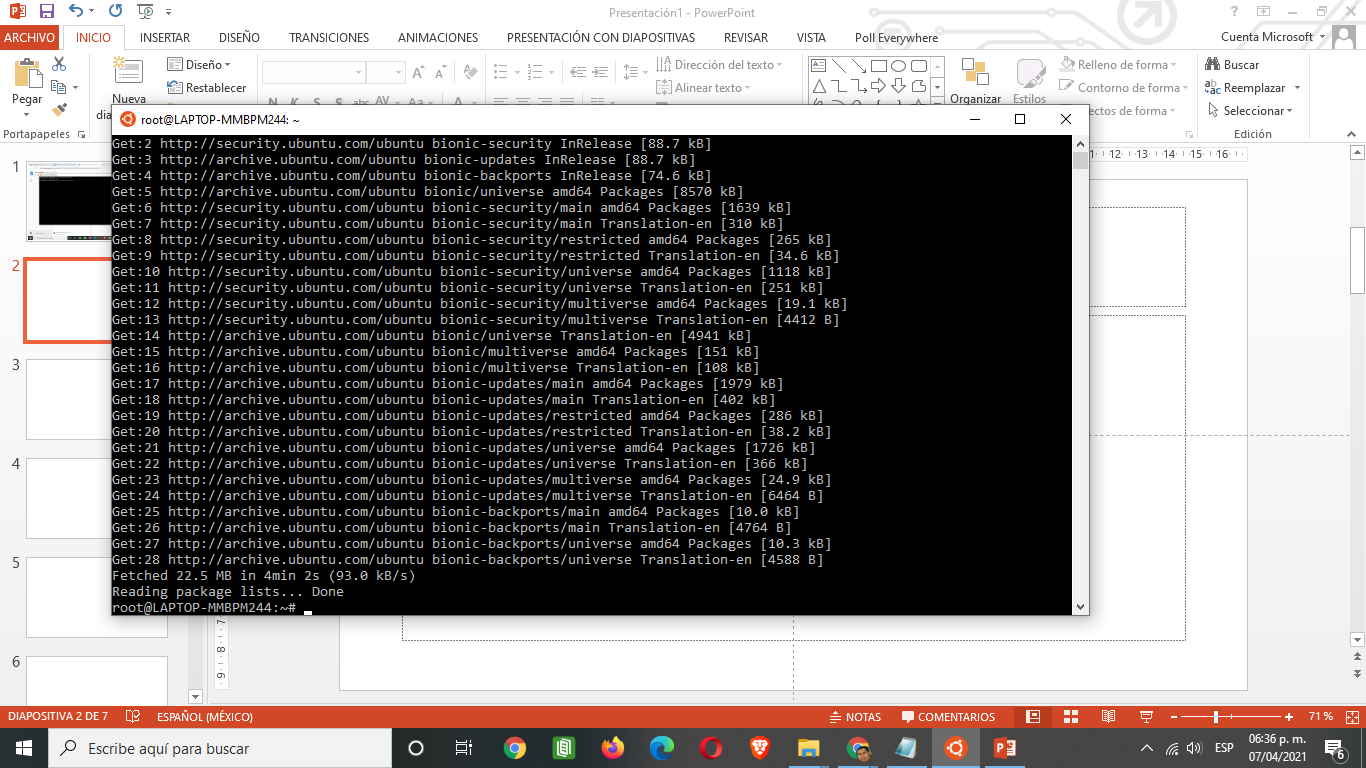 Presentación1 - PowerPoint
ARCHIVO INICIO INSERTAR DISEÑO TRANSICIONES ANIMACIONES PRESENTACIÓN CON DIAPOSITIVAS REVISAR VISTA Poll Everywhere Cuenta Microsoft
Pegar
Nueva
Diseño
Restablecer
Dirección del texto
Alinear texto
Organizar
Estilos
Relleno de forma
Contorno de forma
Buscar
Reemplazar
Seleccionar
Portapapeles
Edición
root@LAPTOP-MMBPM244: ~
Get:2 http://security.ubuntu.com/ubuntu bionic-security InRelease [88.7 kB]
Get:3 http://archive.ubuntu.com/ubuntu bionic-updates InRelease [88.7 kB]
Get:4 http://archive.ubuntu.com/ubuntu bionic-backports InRelease [74.6 kB]
Get:5 http://archive.ubuntu.com/ubuntu bionic/universe amd64 Packages [8570 kB]
Get:6 http://security.ubuntu.com/ubuntu bionic-security/main amd64 Packages [1639 kB]
Get:7 http://security.ubuntu.com/ubuntu bionic-security/main Translation-en [310 kB]
Get:8 http://security.ubuntu.com/ubuntu bionic-security/restricted amd64 Packages [265 kB]
Get:9 http://security.ubuntu.com/ubuntu bionic-security/restricted Translation-en [34.6 kB]
Get:10 http://security.ubuntu.com/ubuntu bionic-security/universe amd64 Packages [1118 kB]
Get:11 http://security.ubuntu.com/ubuntu bionic-security/universe Translation-en [251 kB]
Get:12 http://security.ubuntu.com/ubuntu bionic-security/multiverse amd64 Packages [19.1 kB]
Get:13 http://security.ubuntu.com/ubuntu bionic-security/multiverse Translation-en [4412 B]
Get:14 http://archive.ubuntu.com/ubuntu bionic/universe Translation-en [4941 kB]
Get:15 http://archive.ubuntu.com/ubuntu bionic/multiverse amd64 Packages [151 kB]
Get:16 http://archive.ubuntu.com/ubuntu bionic/multiverse Translation-en [108 kB]
Get:17 http://archive.ubuntu.com/ubuntu bionic-updates/main amd64 Packages [1979 kB]
Get:18 http://archive.ubuntu.com/ubuntu bionic-updates/main Translation-en [402 kB]
Get:19 http://archive.ubuntu.com/ubuntu bionic-updates/restricted amd64 Packages [286 kB]
Get:20 http://archive.ubuntu.com/ubuntu bionic-updates/restricted Translation-en [38.2 kB]
Get:21 http://archive.ubuntu.com/ubuntu bionic-updates/universe amd64 Packages [1726 kB]
Get:22 http://archive.ubuntu.com/ubuntu bionic-updates/universe Translation-en [366 kB]
Get:23 http://archive.ubuntu.com/ubuntu bionic-updates/multiverse amd64 Packages [24.9 kB]
Get:24 http://archive.ubuntu.com/ubuntu bionic-updates/multiverse Translation-en [6464 B]
Get:25 http://archive.ubuntu.com/ubuntu bionic-backports/main amd64 Packages [10.0 kB]
Get:26 http://archive.ubuntu.com/ubuntu bionic-backports/main Translation-en [4764 B]
Get:27 http://archive.ubuntu.com/ubuntu bionic-backports/universe amd64 Packages [10.3 kB]
Get:28 http://archive.ubuntu.com/ubuntu bionic-backports/universe Translation-en [4588 B]
Fetched 22.5 MB in 4min 2s (93.0 kB/s)
Reading package lists... Done
root@LAPTOP-MMBPM244:~#
1
2
3
4
5
6
12 13 14 15 16
7 8 9
DIAPOSITIVA 2 DE 7 ESPAÑOL (MÉXICO) NOTAS COMENTARIOS 71 %
Escribe aquí para buscar
ESP
06:36 p. m.
07/04/2021
6